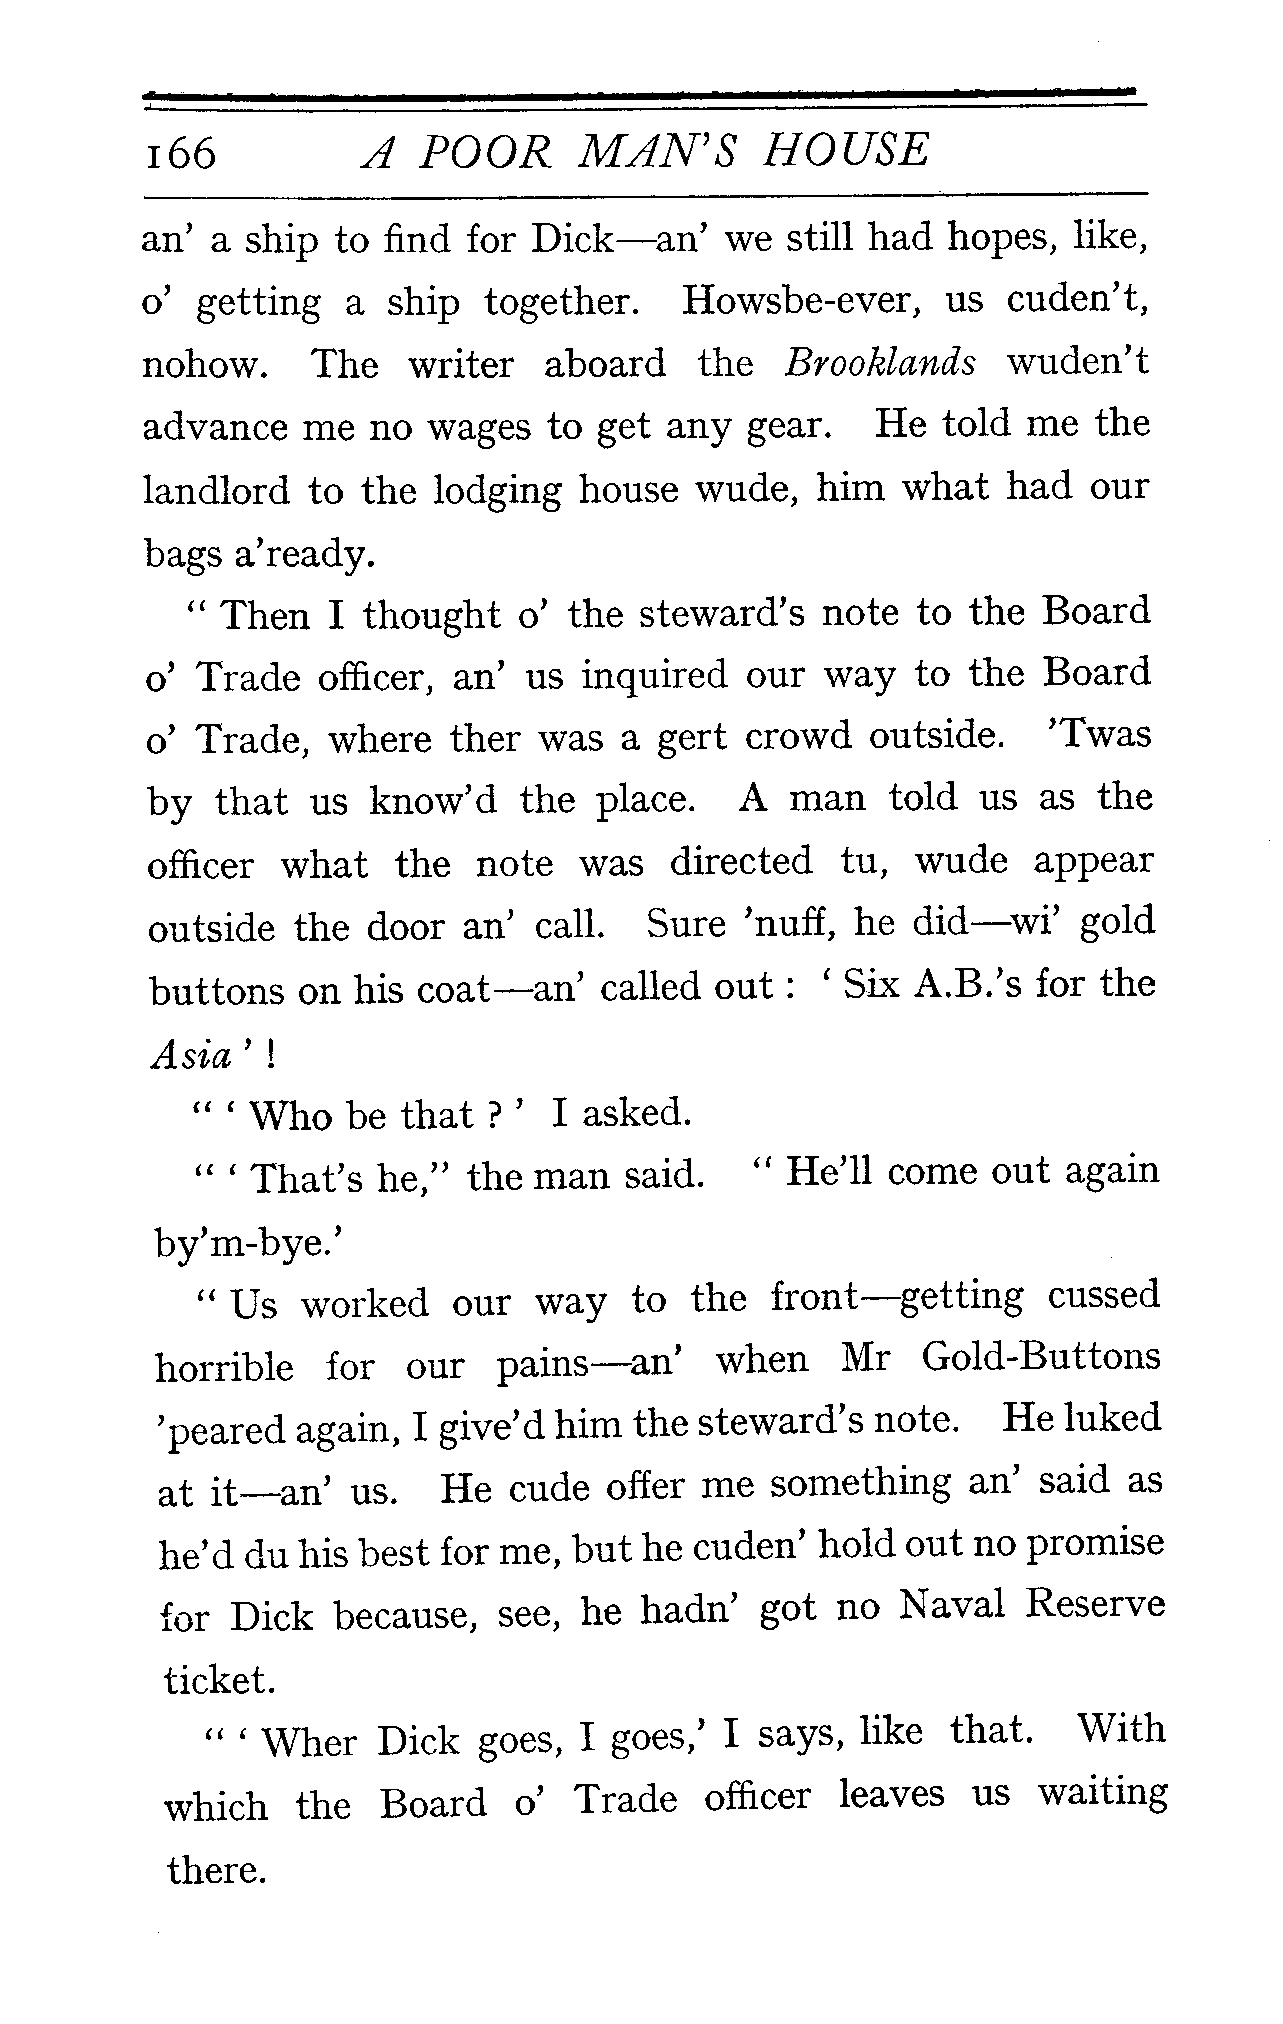 166 A POOR MAN'S HOUSE
an' a ship to find for Dick—an' we still had hopes, like,
o' getting a ship together. Howsbe-ever, us cuden't,
nohow. The writer aboard the Brooklands wuden't
advance me no wages to get any gear. He told me the
landlord to the lodging house wude, him what had our
bags a'ready.
" Then I thought o' the steward's note to the Board
o' Trade officer, an' us inquired our way to the Board
o' Trade, where ther was a gert crowd outside. 'Twas
by that us know'd the place. A man told us as the
officer what the note was directed tu, wude appear
outside the door an' call. Sure 'nuff, he did—wi' gold
buttons on his coat—an' called out : ' Six A.B.'s for the
Asia ' !
" ' Who be that ? ' I asked.
" ' That's he," the man said. " He'll come out again
by'm-bye.'
" Us worked our way to the front—getting cussed
horrible for our pains—an' when Mr Gold-Buttons
'peared again, I give'd him the steward's note. He luked
at it—an' us. He cude offer me something an' said as
he'd du his best for me, but he cuden' hold out no promise
for Dick because, see, he hadn' got no Naval Reserve
ticket.
" ' Wher Dick goes, I goes,' I says, like that. With
which the Board o' Trade officer leaves us waiting
there.